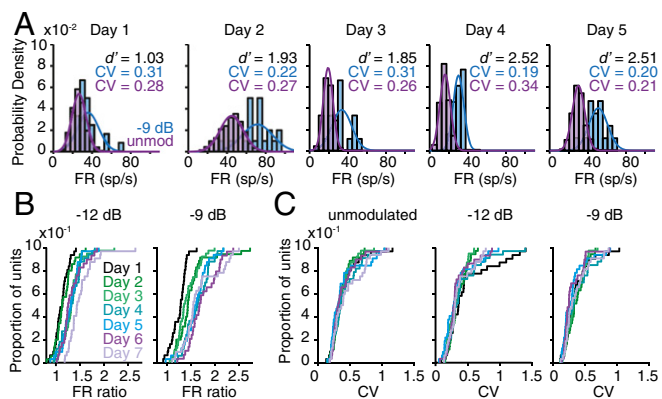 A
Day 1
Day 2
Day 3
Day 4
Day 5
x10-2
Probability Density
8
6
4
2
0
d' = 1.03
CV = 0.31
CV = 0.28
-9 dB
unmod
d' = 1.93
CV = 0.22
CV = 0.27
d' = 1.85
CV = 0.31
CV = 0.26
d' = 2.52
CV = 0.19
CV = 0.34
d' = 2.51
CV = 0.20
CV = 0.21
0 40 80
0 40 80
0 40 80
0 40 80
0 40 80
FR (sp/s)
FR (sp/s)
FR (sp/s)
FR (sp/s)
FR (sp/s)
B
-12 dB
-9 dB
x10-1
Proportion of units
10
8
6
4
2
0
Day 1
Day 2
Day 3
Day 4
Day 5
Day 6
Day 7
1 1.5 2 2.5
1 1.5 2 2.5
FR ratio
FR ratio
C
unmodulated
-12 dB
-9 dB
x10-1
Proportion of units
10
8
6
4
2
0
0 0.5 1 1.5
0 0.5 1 1.5
0 0.5 1 1.5
CV
CV
CV